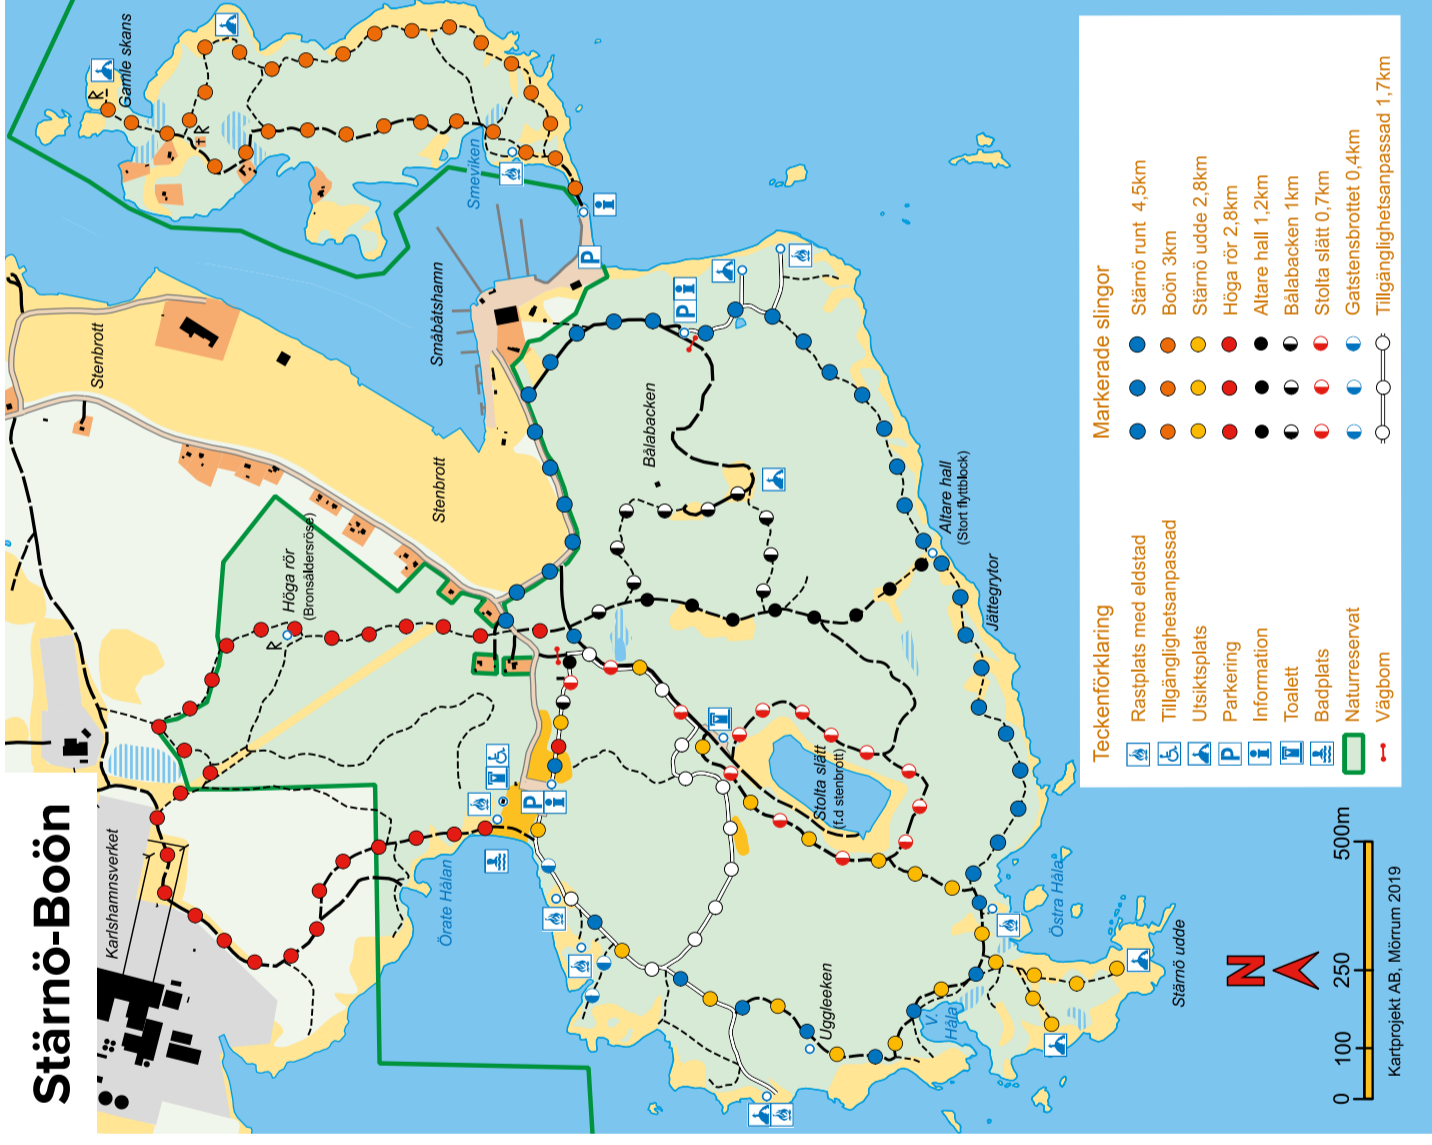 Stärnö-Boön
Karlshamnsverket
Örate Hålan
Höga rör
(Bronsåldersröse)
R
Stenbrott
Stenbrott
Småbåtshamn
Smeviken
Gamle skans
R
R
Bålabacken
Altare hall
(Stort flyttblock)
Jättegrytor
Stolta slätt
(f.d stenbrott)
Uggleeken
V.
Håla
Östra Håla
Stärnö udde
P
i
P
i
P
i
Teckenförklaring
Rastplats med eldstad
Tillgänglighetsanpassad
Utsiktsplats
P Parkering
i Information
Toalett
Badplats
Naturreservat
Vägbom
Markerade slingor
Stärnö runt 4,5km
Boön 3km
Stärnö udde 2,8km
Höga rör 2,8km
Altare hall 1,2km
Bålabacken 1km
Stolta slätt 0,7km
Gatstensbrottet 0,4km
Tillgänglighetsanpassad 1,7km
N
0 100 250 500m
Kartprojekt AB, Mörrum 2019